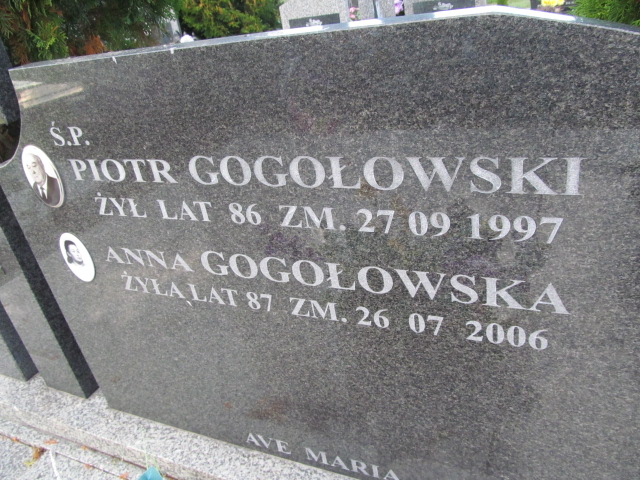 Ś.P.
PIOTR GOGOŁOWSKI
ŻYŁ LAT 86 ZM. 27 09 1997
ANNA GOGOŁOWSKA
ŻYŁA LAT 87 ZM. 26 07 2006
AVE MARIA